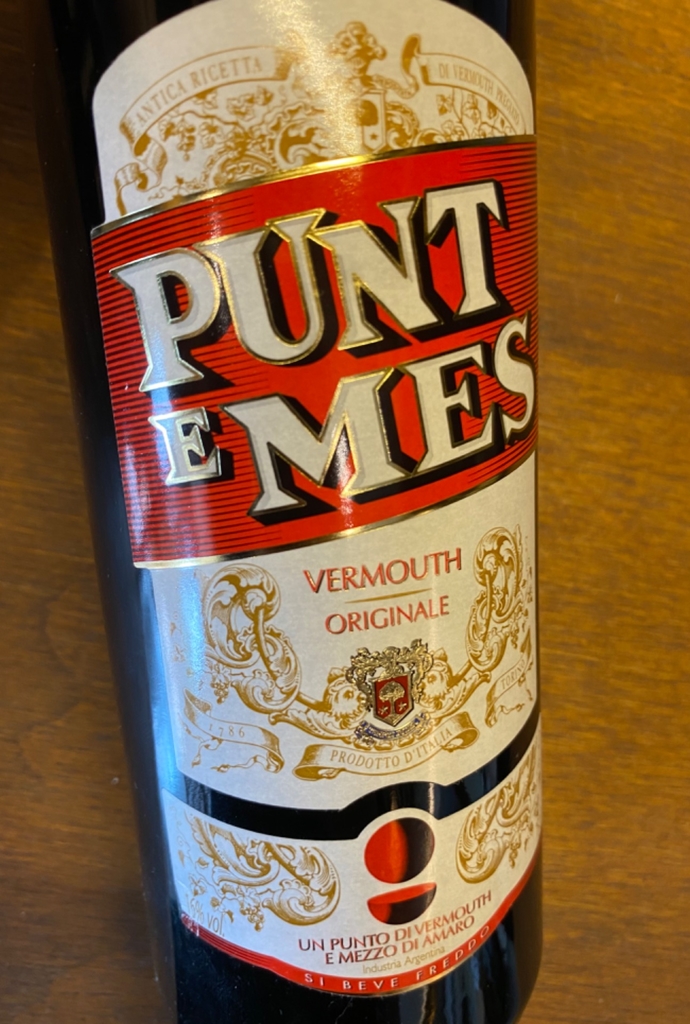 ANTICA RICETTA
DI VERMOUTH
PUNT
E MES
VERMOUTH
ORIGINALE
1786
PRODOTTO D'ITALIA
TORINO
% vol.
UN PUNTO DI VERMOUTH
E MEZZO DI AMARO
Industria Argentina
SI BEVE FREDDO